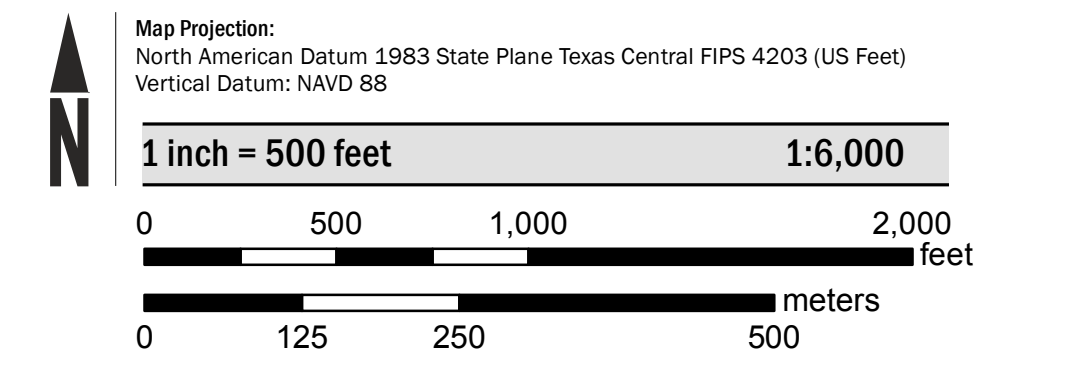 N
Map Projection:
North American Datum 1983 State Plane Texas Central FIPS 4203 (US Feet)
Vertical Datum: NAVD 88
1 inch = 500 feet 1:6,000
0 500 1,000 2,000
feet
meters
0 125 250 500